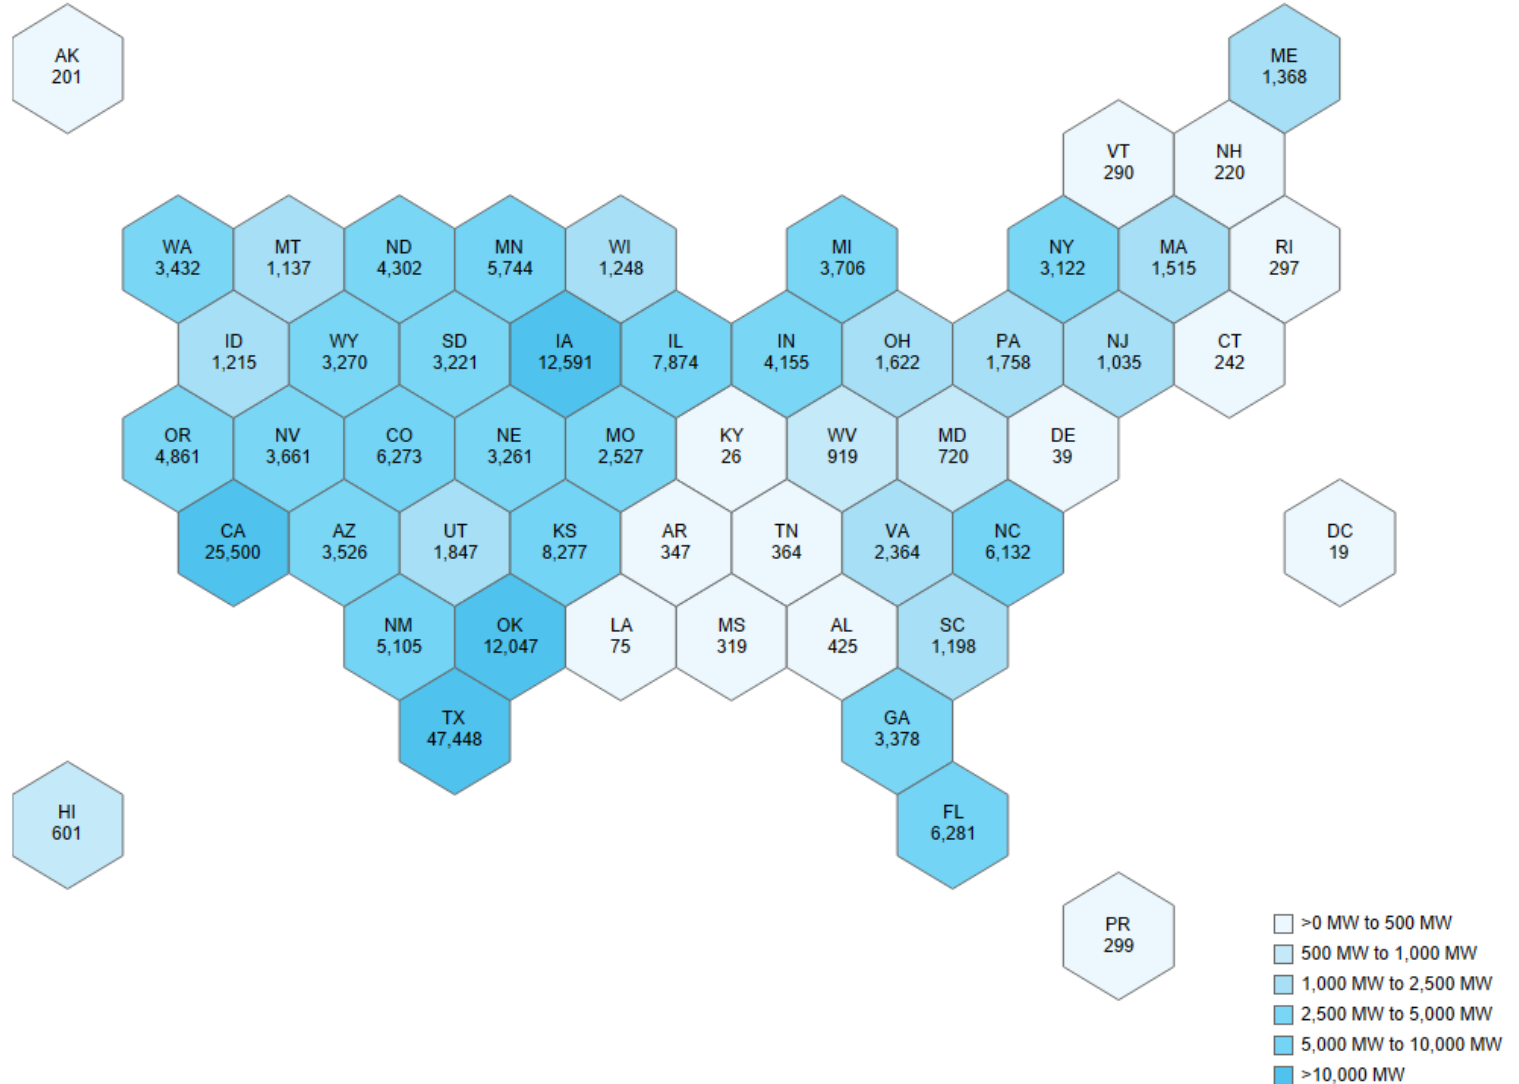 AK
201
ME
1,368
VT
290
NH
220
WA
3,432
MT
1,137
ND
4,302
MN
5,744
WI
1,248
MI
3,706
NY
3,122
MA
1,515
RI
297
ID
1,215
WY
3,270
SD
3,221
IA
12,591
IL
7,874
IN
4,155
OH
1,622
PA
1,758
NJ
1,035
CT
242
OR
4,861
NV
3,661
CO
6,273
NE
3,261
MO
2,527
KY
26
WV
919
MD
720
DE
39
CA
25,500
AZ
3,526
UT
1,847
KS
8,277
AR
347
TN
364
VA
2,364
NC
6,132
DC
19
NM
5,105
OK
12,047
LA
75
MS
319
AL
425
SC
1,198
TX
47,448
GA
3,378
HI
601
FL
6,281
PR
299
>0 MW to 500 MW
500 MW to 1,000 MW
1,000 MW to 2,500 MW
2,500 MW to 5,000 MW
5,000 MW to 10,000 MW
>10,000 MW